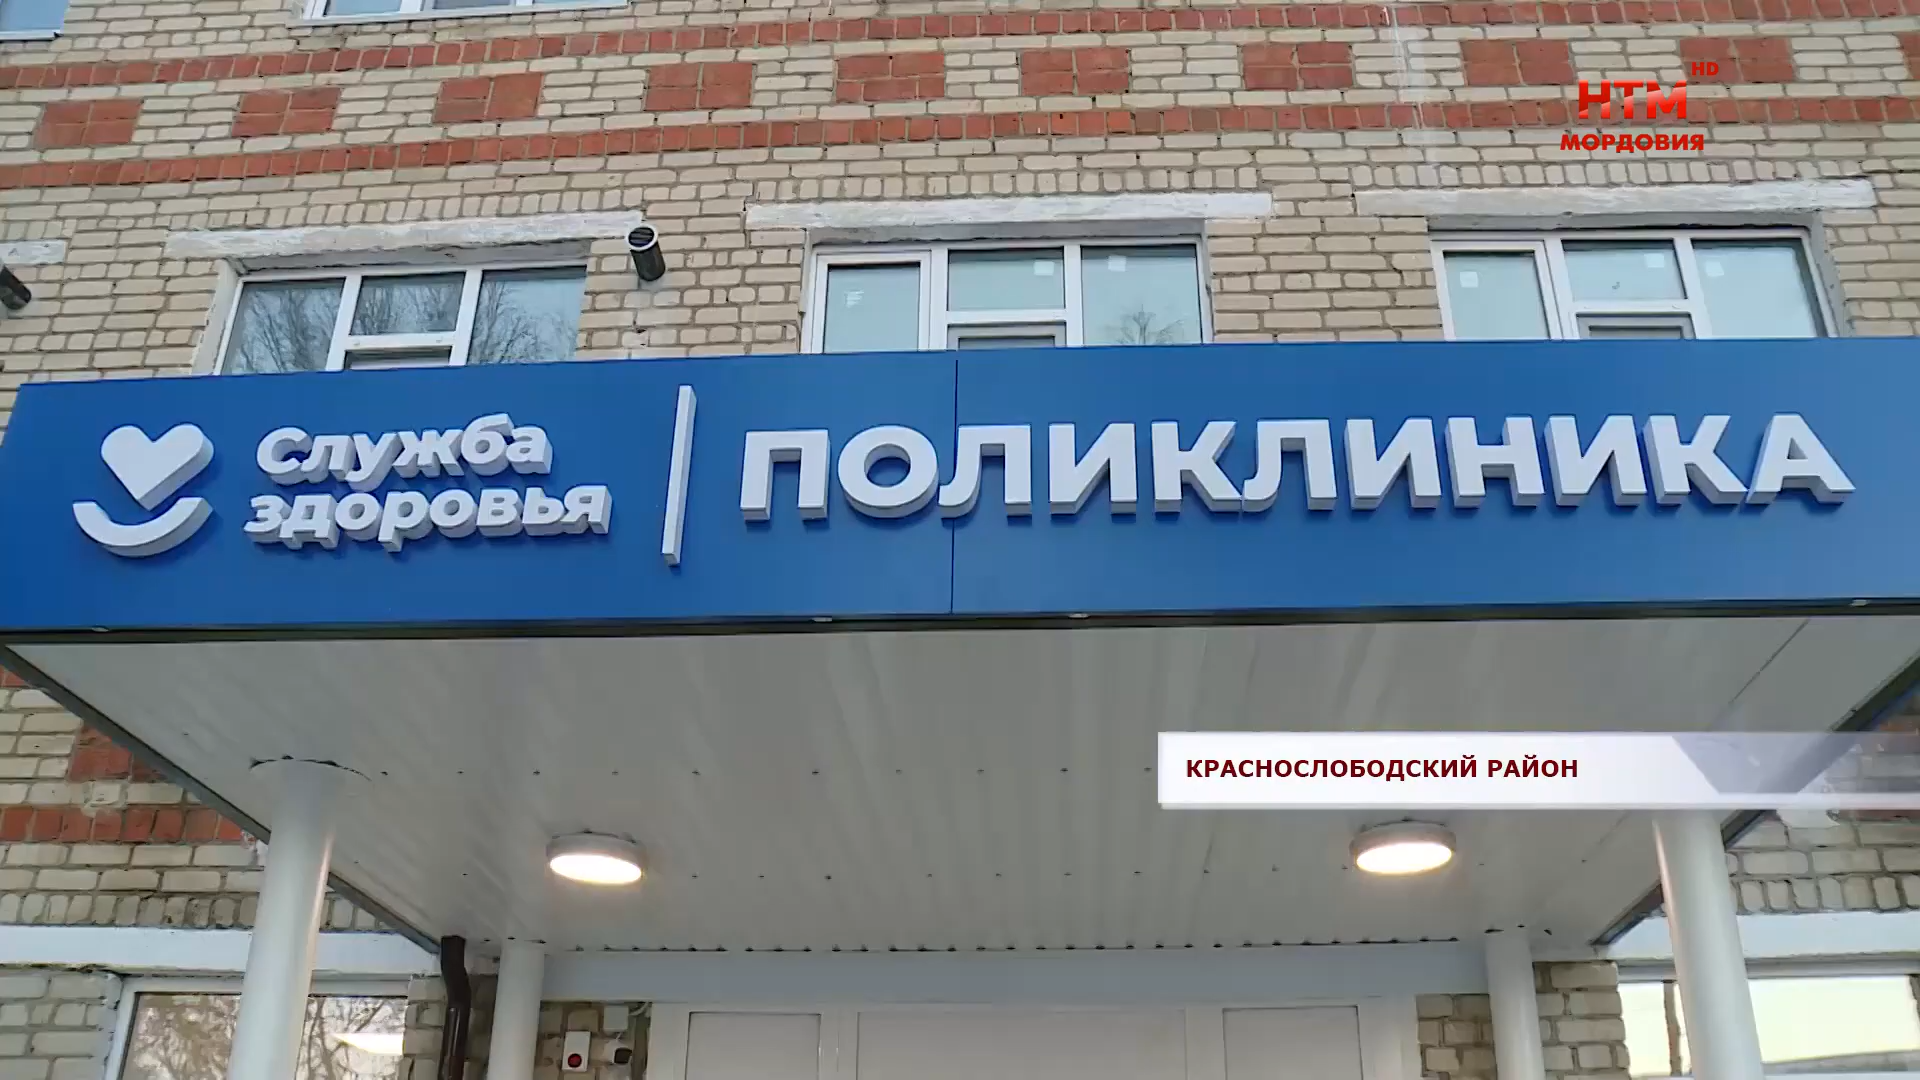 HD
НТМ
МОРДОВИЯ
Служба
здоровья
ПОЛИКЛИНИКА
КРАСНОСЛОБОДСКИЙ РАЙОН